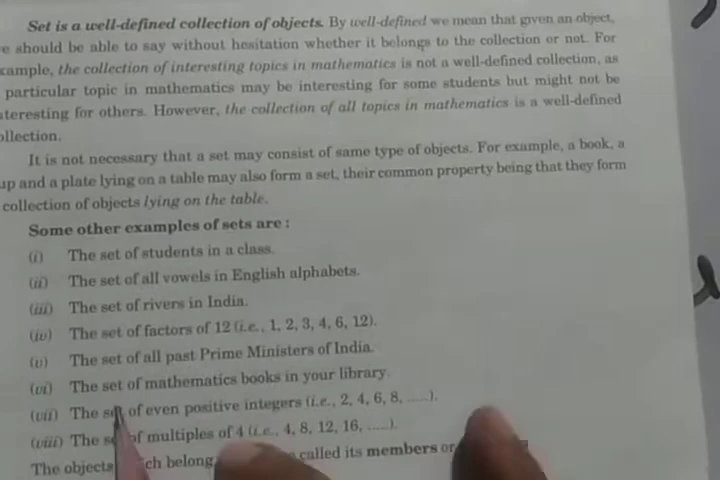 Set is a well-defined collection of objects. By well-defined we mean that given an object,
e should be able to say without hesitation whether it belongs to the collection or not. For
xample, the collection of interesting topics in mathematics is not a well-defined collection, as
particular topic in mathematics may be interesting for some students but might not be
teresting for others. However, the collection of all topics in mathematics is a well-defined
ollection.
It is not necessary that a set may consist of same type of objects. For example, a book, a
up and a plate lying on a table may also form a set, their common property being that they form
collection of objects lying on the table.
Some other examples of sets are :
(i) The set of students in a class.
(ii) The set of all vowels in English alphabets.
(iii) The set of rivers in India.
(iv) The set of factors of 12 (i.e., 1, 2, 3, 4, 6, 12).
(v) The set of all past Prime Ministers of India.
(vi) The set of mathematics books in your library.
(vii) The set of even positive integers (i.e., 2, 4, 6, 8, .....).
(viii) The s of multiples of 4 (i.e., 4, 8, 12, 16, .....).
The objects ch belong called its members or